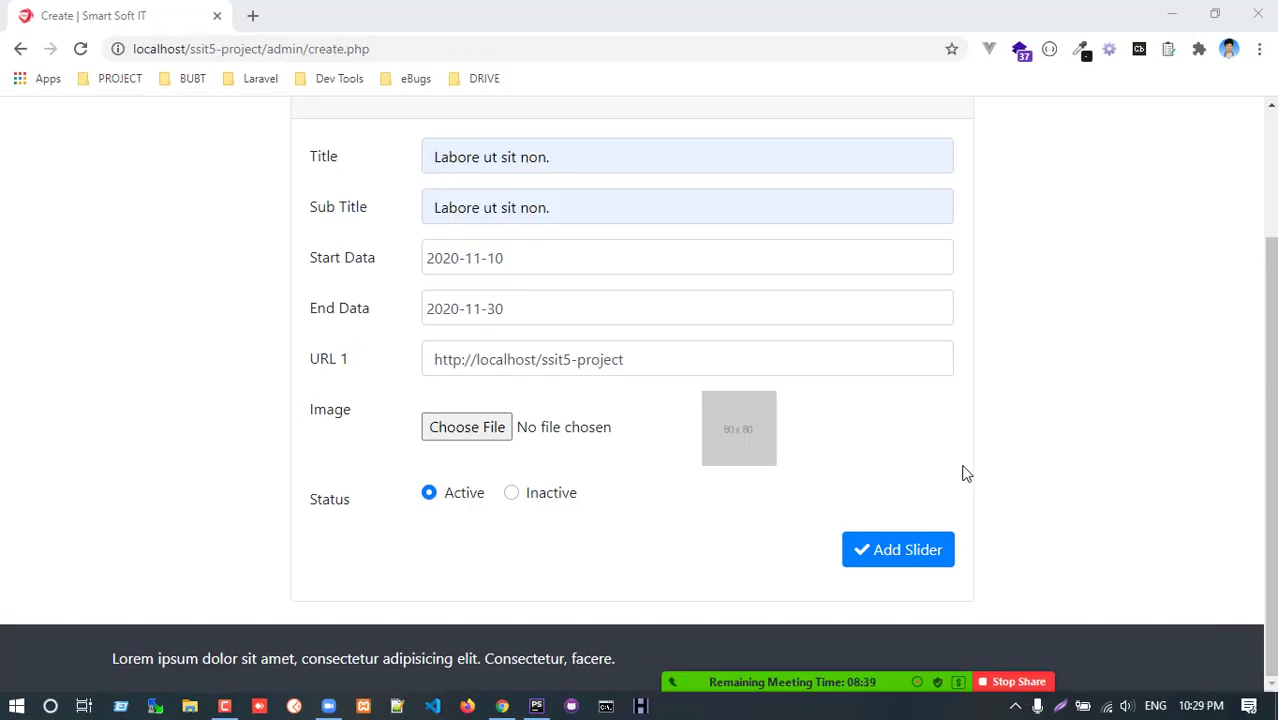 Create | Smart Soft IT
localhost/ssit5-project/admin/create.php
37
Cb
Apps PROJECT BUBT Laravel Dev Tools eBugs DRIVE
Title Labore ut sit non.
Sub Title Labore ut sit non.
Start Data 2020-11-10
End Data 2020-11-30
URL 1 http://localhost/ssit5-project
Image Choose File No file chosen 80 x 80
Status Active Inactive
Add Slider
Lorem ipsum dolor sit amet, consectetur adipisicing elit. Consectetur, facere.
Remaining Meeting Time: 08:39 $ Stop Share
PS ENG 10:29 PM